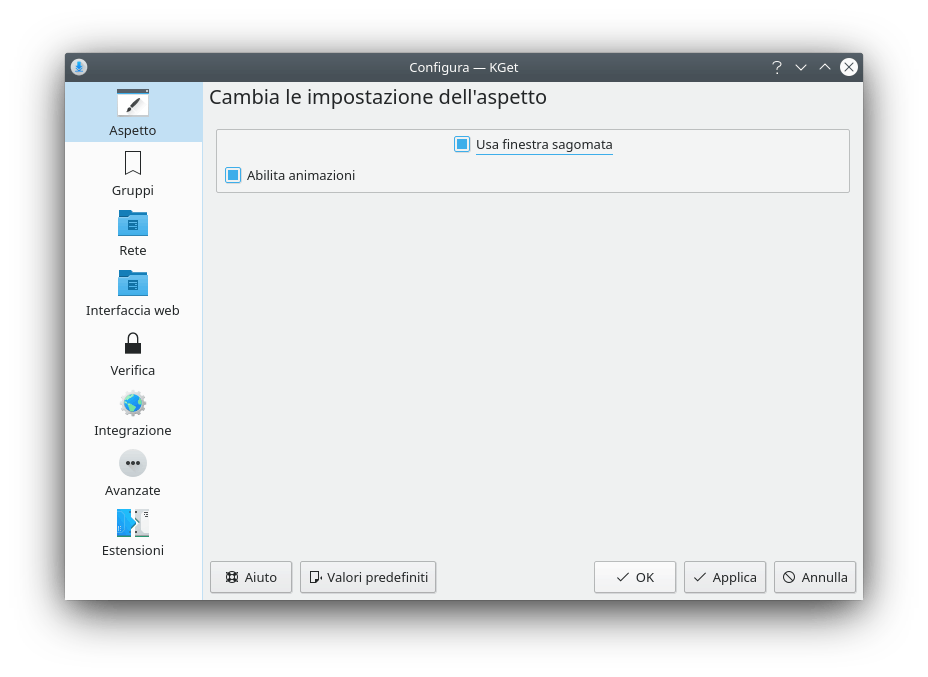 Configura — KGet
Cambia le impostazione dell'aspetto
Aspetto
Gruppi
Rete
Interfaccia web
Verifica
Integrazione
Avanzate
Estensioni
Usa finestra sagomata
Abilita animazioni
Aiuto
Valori predefiniti
OK
Applica
Annulla